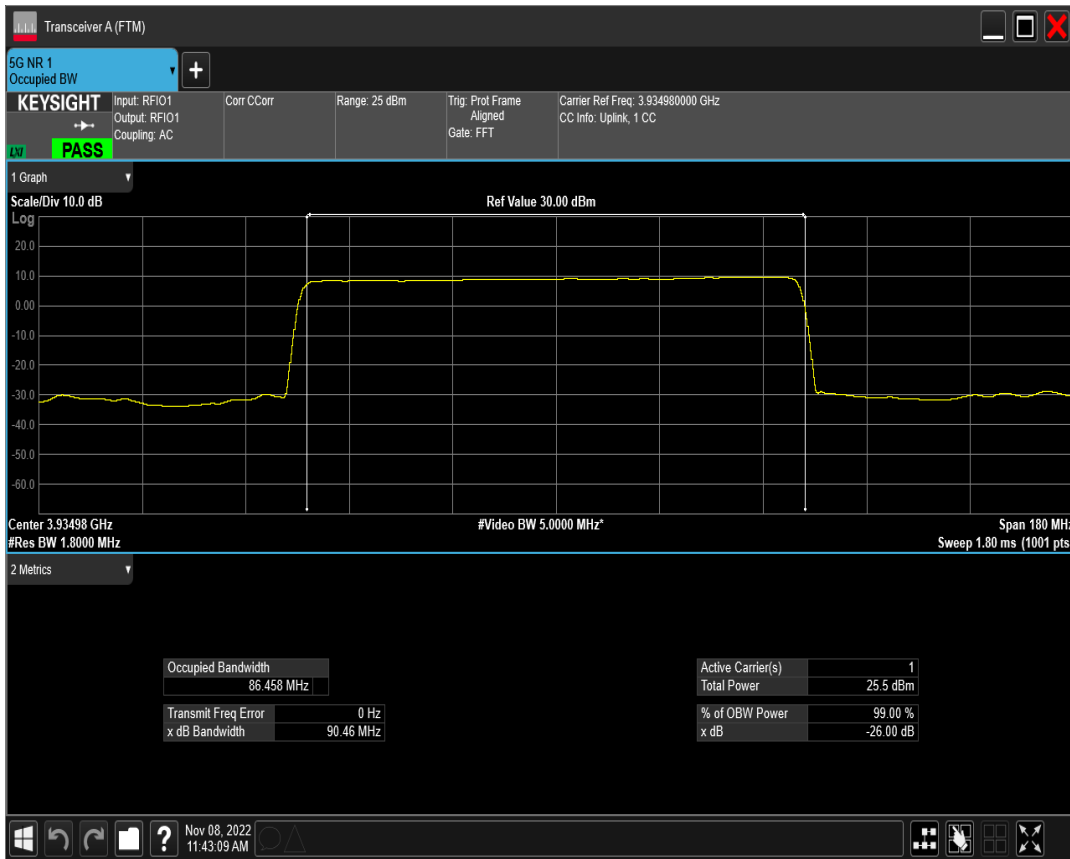 Transceiver A (FTM)
5G NR 1
Occupied BW
+
KEYSIGHT
LXI
PASS
Input: RFIO1
Output: RFIO1
Coupling: AC
Corr CCorr
Range: 25 dBm
Trig: Prot Frame
Aligned
Gate: FFT
Carrier Ref Freq: 3.934980000 GHz
CC Info: Uplink, 1 CC
1 Graph
Scale/Div 10.0 dB
Ref Value 30.00 dBm
Log
20.0
10.0
0.00
-10.0
-20.0
-30.0
-40.0
-50.0
-60.0
Center 3.93498 GHz
#Video BW 5.0000 MHz*
Span 180 MHz
#Res BW 1.8000 MHz
Sweep 1.80 ms (1001 pts
2 Metrics
Occupied Bandwidth
86.458 MHz
Transmit Freq Error 0 Hz
x dB Bandwidth 90.46 MHz
Active Carrier(s) 1
Total Power 25.5 dBm
% of OBW Power 99.00 %
x dB -26.00 dB
?
Nov 08, 2022
11:43:09 AM